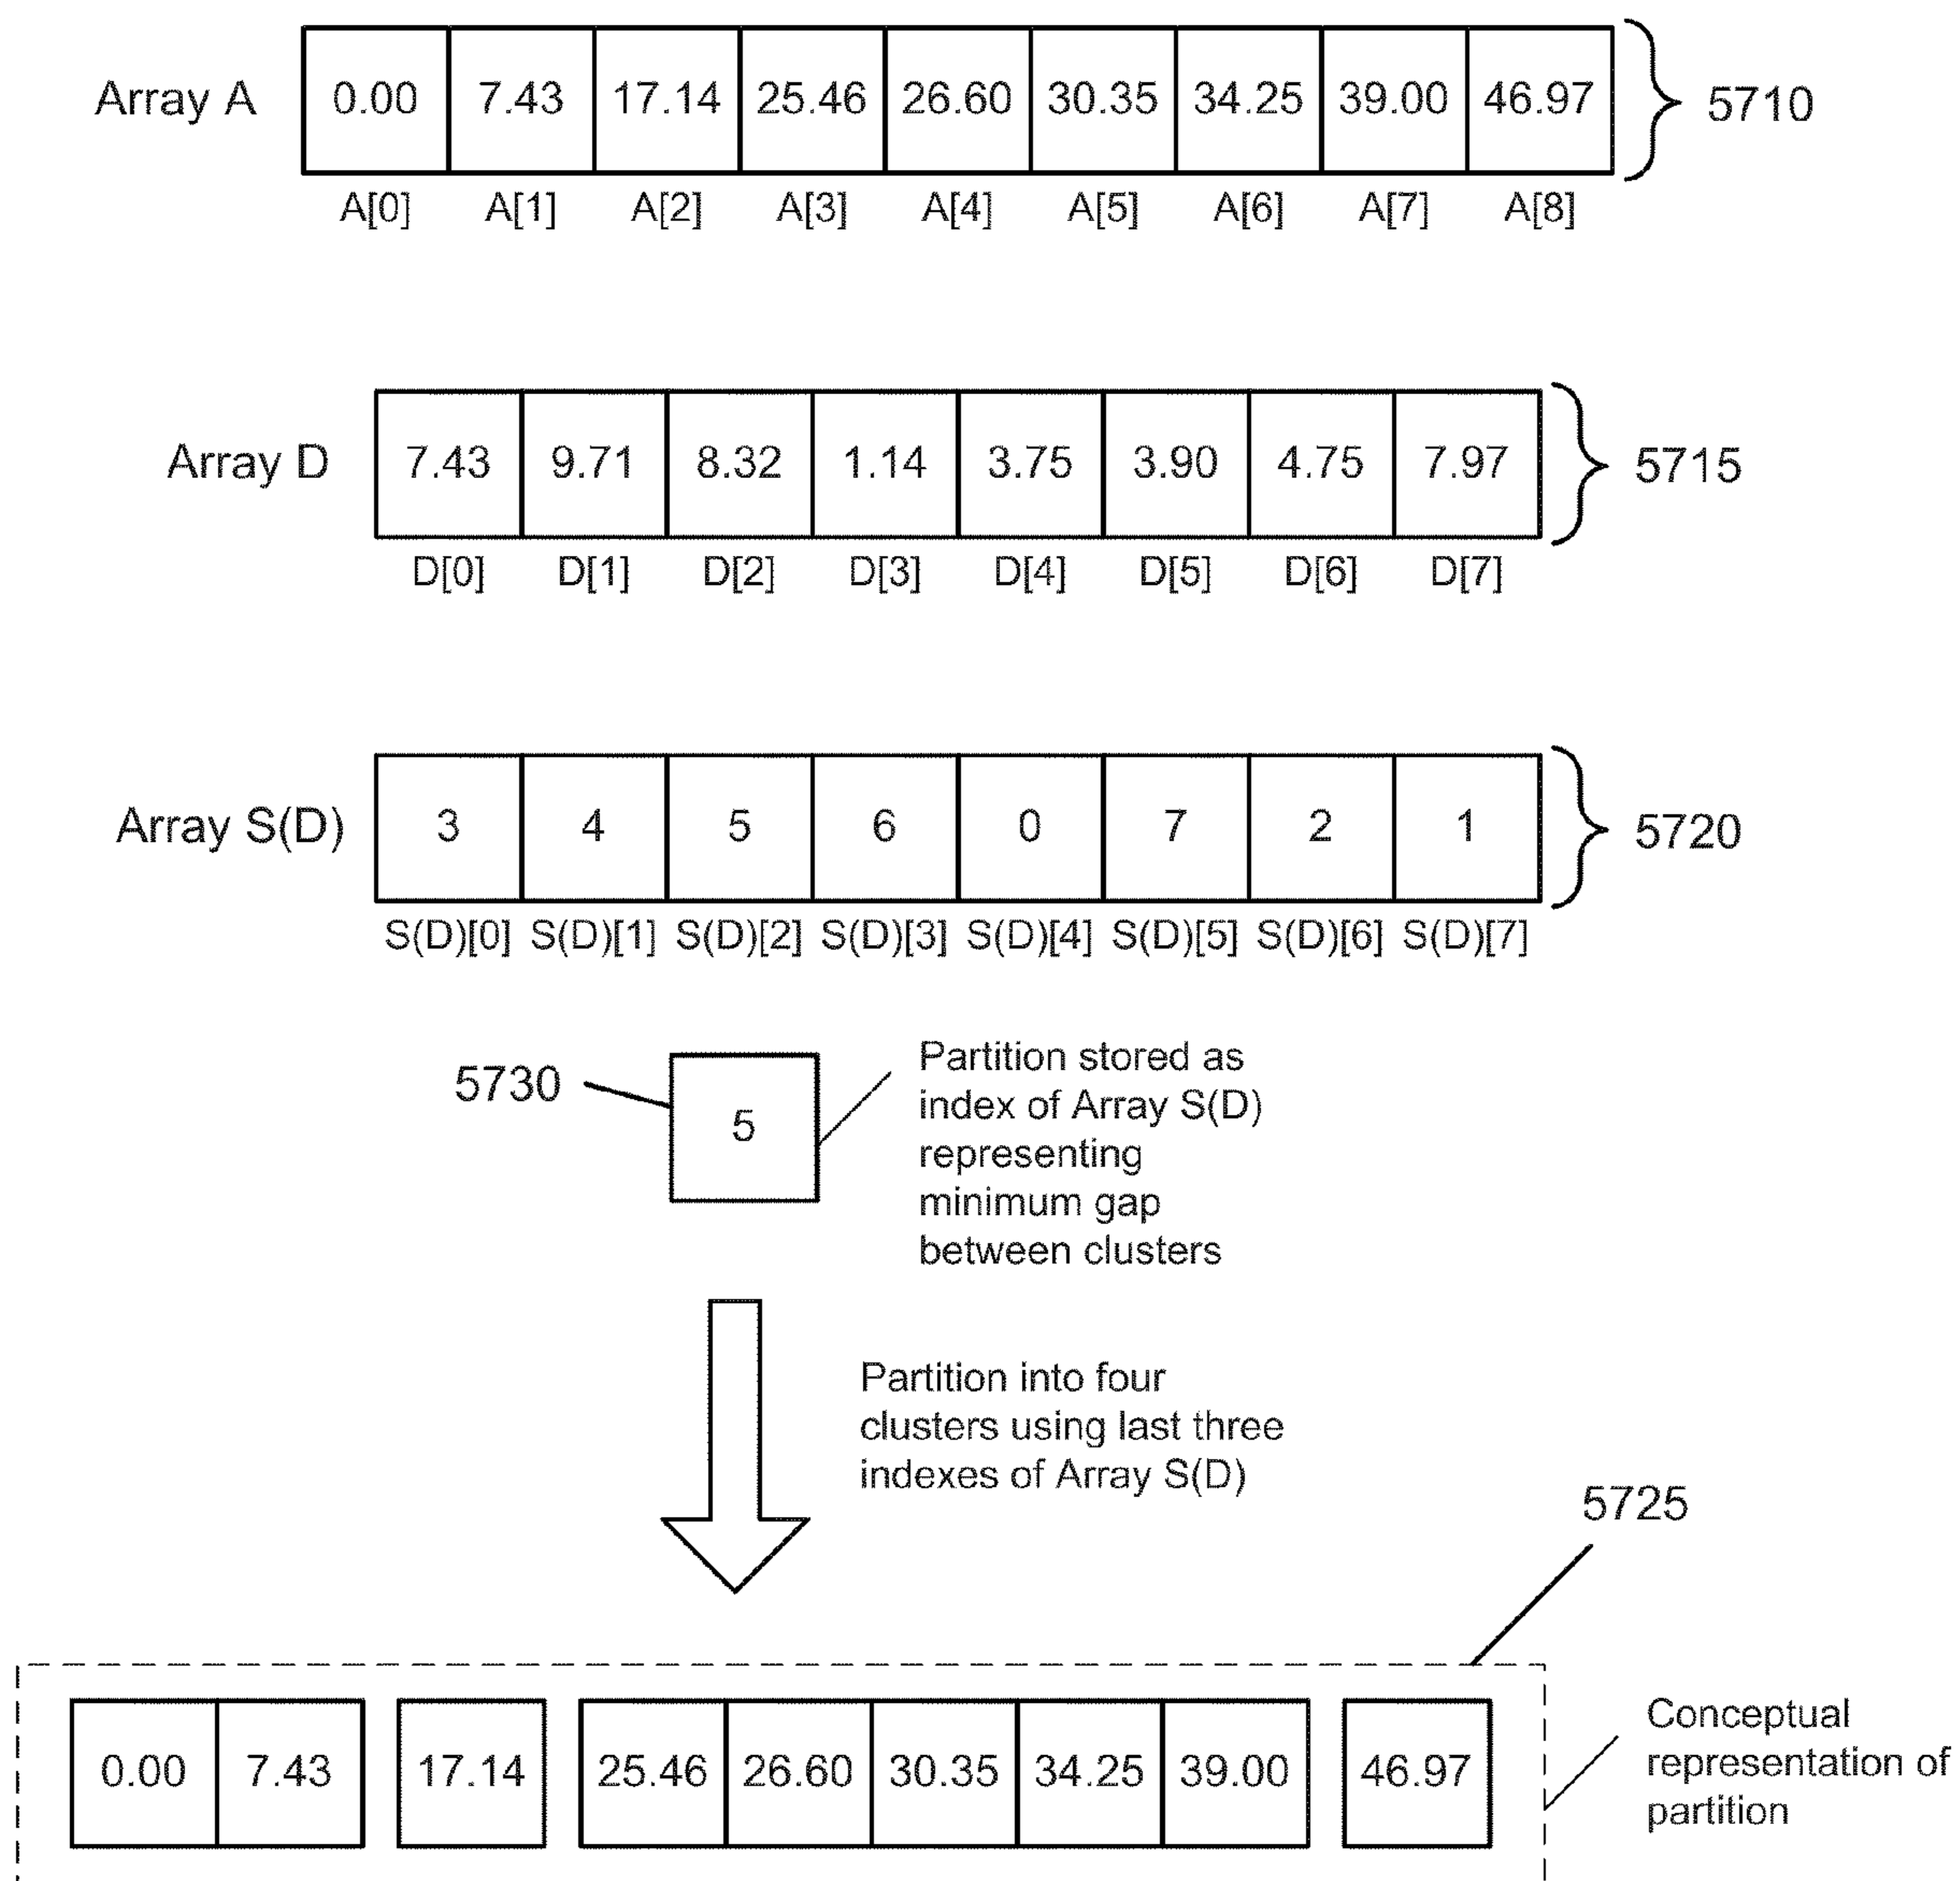 Array A 0.00 7.43 17.14 25.46 26.60 30.35 34.25 39.00 46.97 5710
A[0] A[1] A[2] A[3] A[4] A[5] A[6] A[7] A[8]
Array D 7.43 9.71 8.32 1.14 3.75 3.90 4.75 7.97 5715
D[0] D[1] D[2] D[3] D[4] D[5] D[6] D[7]
Array S(D) 3 4 5 6 0 7 2 1 5720
S(D)[0] S(D)[1] S(D)[2] S(D)[3] S(D)[4] S(D)[5] S(D)[6] S(D)[7]
5730
5
Partition stored as
index of Array S(D)
representing
minimum gap
between clusters
Partition into four
clusters using last three
indexes of Array S(D)
5725
0.00 7.43 17.14 25.46 26.60 30.35 34.25 39.00 46.97
Conceptual
representation of
partition